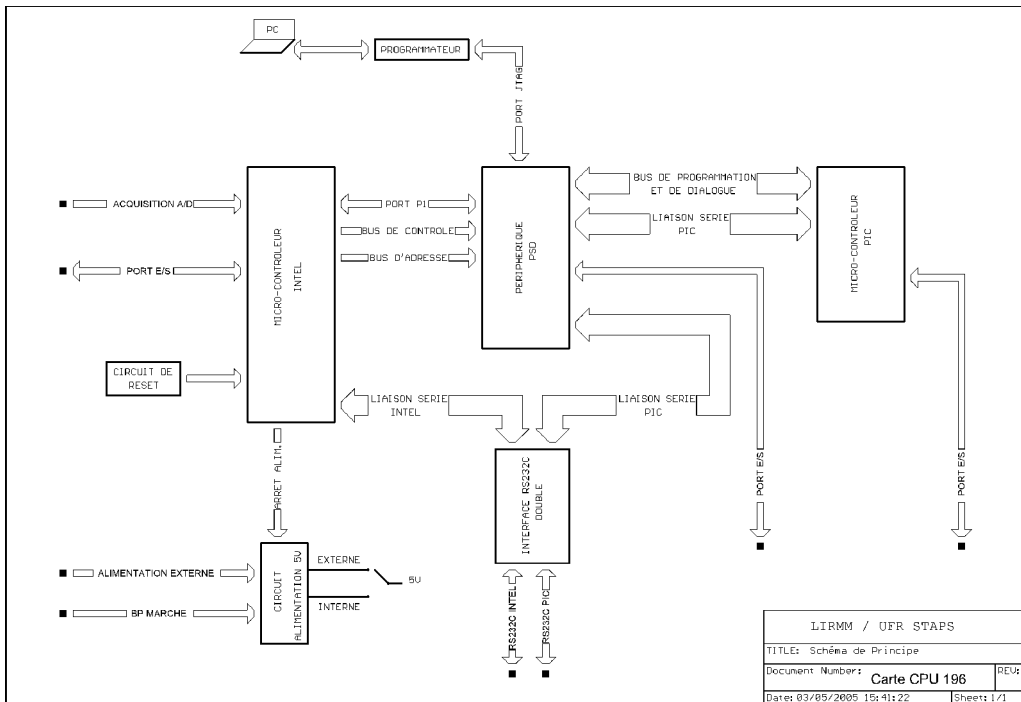 PC
PROGRAMMATEUR
PORT JTAG
BUS DE PROGRAMMATION
ET DE DIALOGUE
LIAISON SERIE
PIC
MICRO-CONTROLEUR
PIC
ACQUISITION A/D
PORT E/S
CIRCUIT DE
RESET
MICRO-CONTROLEUR
INTEL
PORT P1
BUS DE CONTROLE
BUS D'ADRESSE
PERIPHERIQUE
PSD
LIAISON SERIE
INTEL
LIAISON SERIE
PIC
ARRET ALIM.
INTERFACE RS232C
DOUBLE
PORT E/S
PORT E/S
ALIMENTATION EXTERNE
BP MARCHE
CIRCUIT
ALIMENTATION 5V
EXTERNE
INTERNE
5V
RS232C INTEL
RS232C PIC
LIRMM / UFR STAPS
TITLE: Schéma de Principe
Document Number: Carte CPU 196
REV:
Date: 03/05/2005 15:41:22
Sheet: 1/1